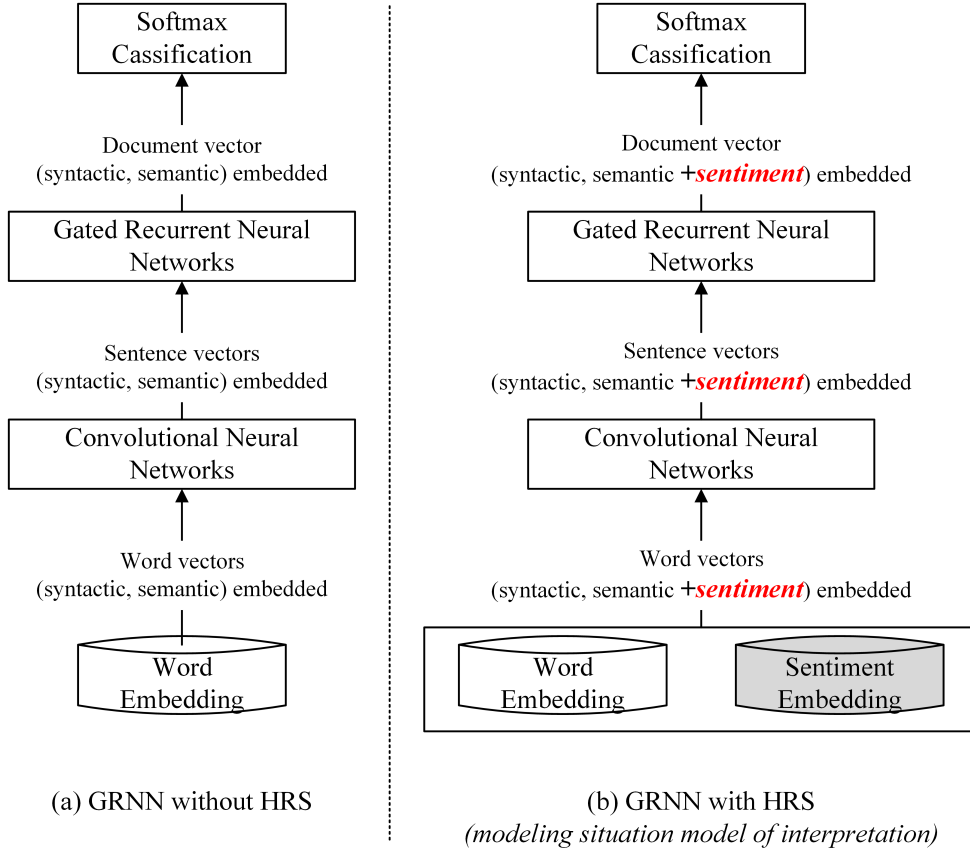 Softmax
Cassification
Document vector
(syntactic, semantic) embedded
Gated Recurrent Neural
Networks
Sentence vectors
(syntactic, semantic) embedded
Convolutional Neural
Networks
Word vectors
(syntactic, semantic) embedded
Word
Embedding
(a) GRNN without HRS
Softmax
Cassification
Document vector
(syntactic, semantic +sentiment) embedded
Gated Recurrent Neural
Networks
Sentence vectors
(syntactic, semantic +sentiment) embedded
Convolutional Neural
Networks
Word vectors
(syntactic, semantic +sentiment) embedded
Word
Embedding
Sentiment
Embedding
(b) GRNN with HRS
(modeling situation model of interpretation)